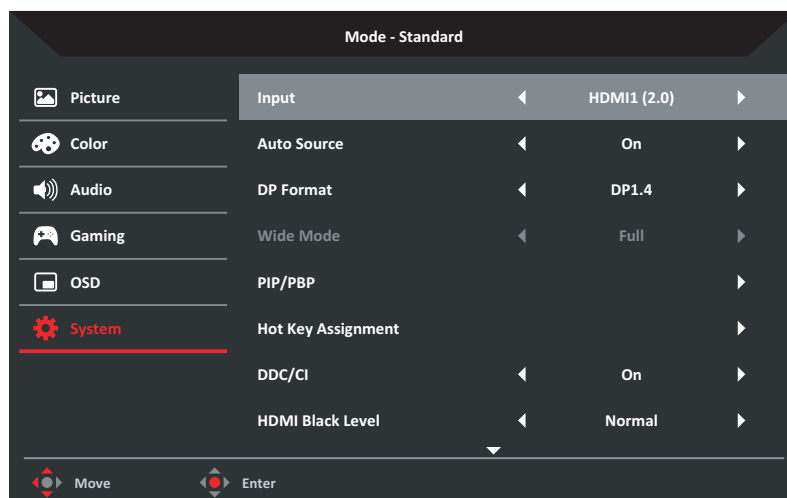 Mode - Standard
Picture
Color
Audio
Gaming
OSD
System
Input HDMI1 (2.0)
Auto Source On
DP Format DP1.4
Wide Mode Full
PIP/PBP
Hot Key Assignment
DDC/CI On
HDMI Black Level Normal
Move Enter